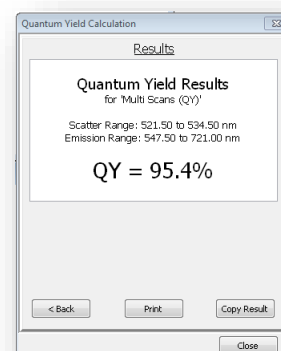 Quantum Yield Calculation
Results
Quantum Yield Results
for 'Multi Scans (QY)'
Scatter Range: 521.50 to 534.50 nm
Emission Range: 547.50 to 721.00 nm
QY = 95.4%
< Back Print Copy Result
Close